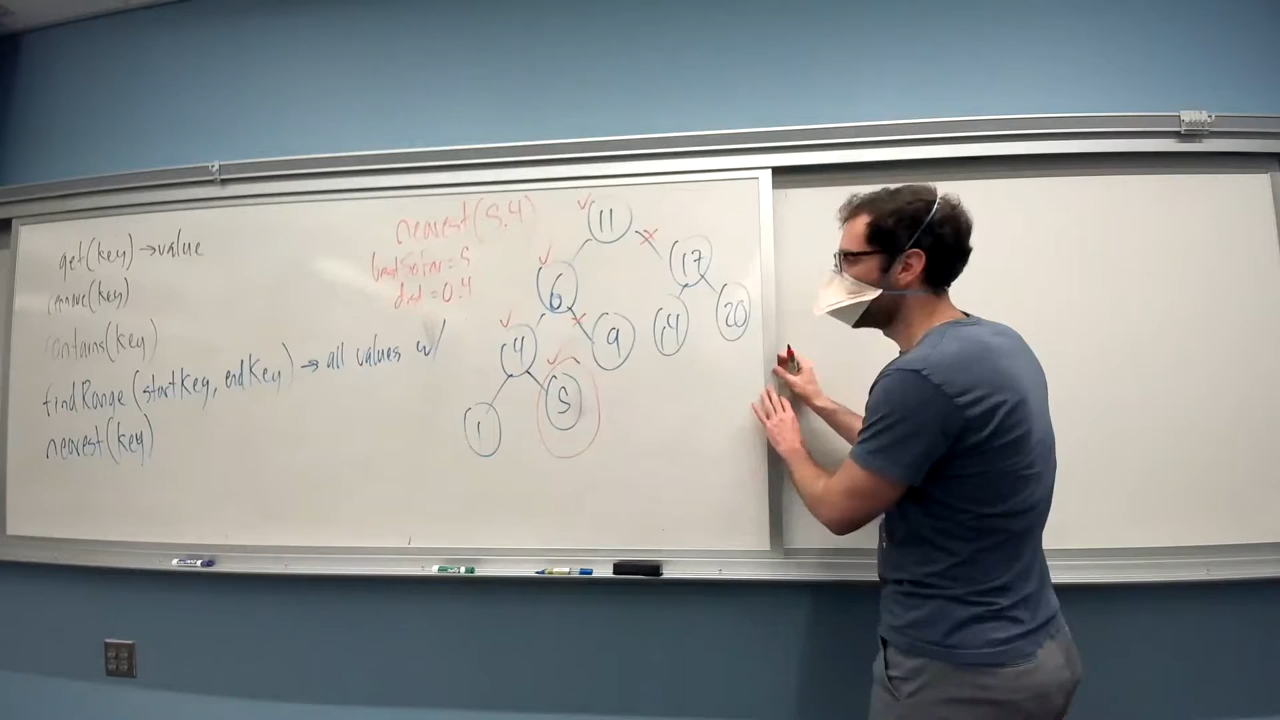 get(key) → value
remove(key)
contains(key)
findRange(startKey, endKey) → all values w/
nearest(key)
nearest(5.4)
bestSoFar = 5
dist = 0.4
11
6
17
4
9
14
20
1
5